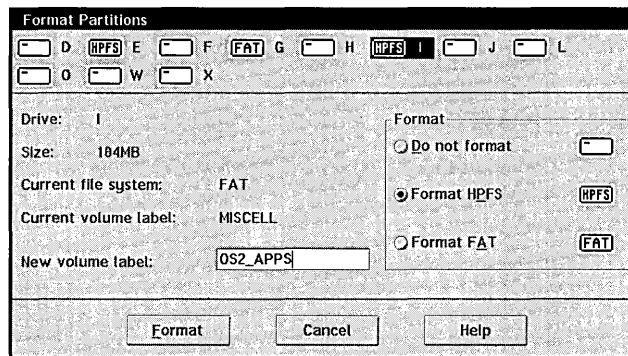 Format Partitions
D HPFS E F FAT G H HPFS I J L
O W X
Drive: I
Size: 104MB
Current file system: FAT
Current volume label: MISCELL
New volume label: OS2_APPS
Format
Do not format
Format HPFS HPFS
Format FAT FAT
Format Cancel Help